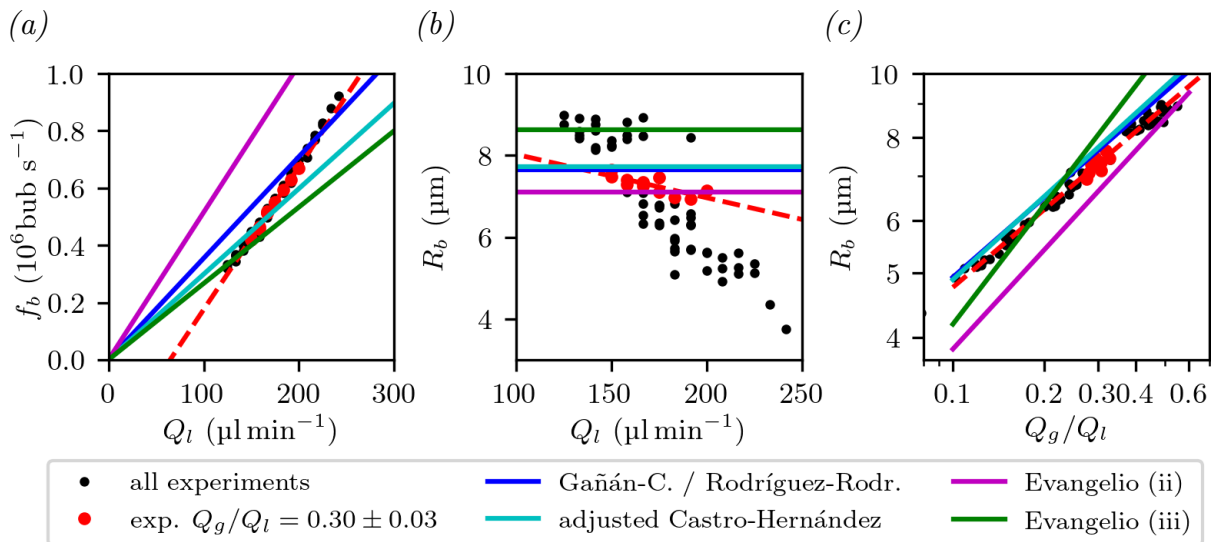 (a)
(b)
(c)
1.0
0.8
0.6
0.4
0.2
0.0
f_b (10^6 bub s^−1)
0
100
200
300
Q_l (µl min^−1)
10
8
6
4
R_b (µm)
100
150
200
250
Q_l (µl min^−1)
10
8
6
5
4
R_b (µm)
0.1
0.2
0.3
0.4
0.6
Q_g/Q_l
all experiments
exp. Q_g/Q_l = 0.30 ± 0.03
Gañán-C. / Rodríguez-Rodr.
adjusted Castro-Hernández
Evangelio (ii)
Evangelio (iii)